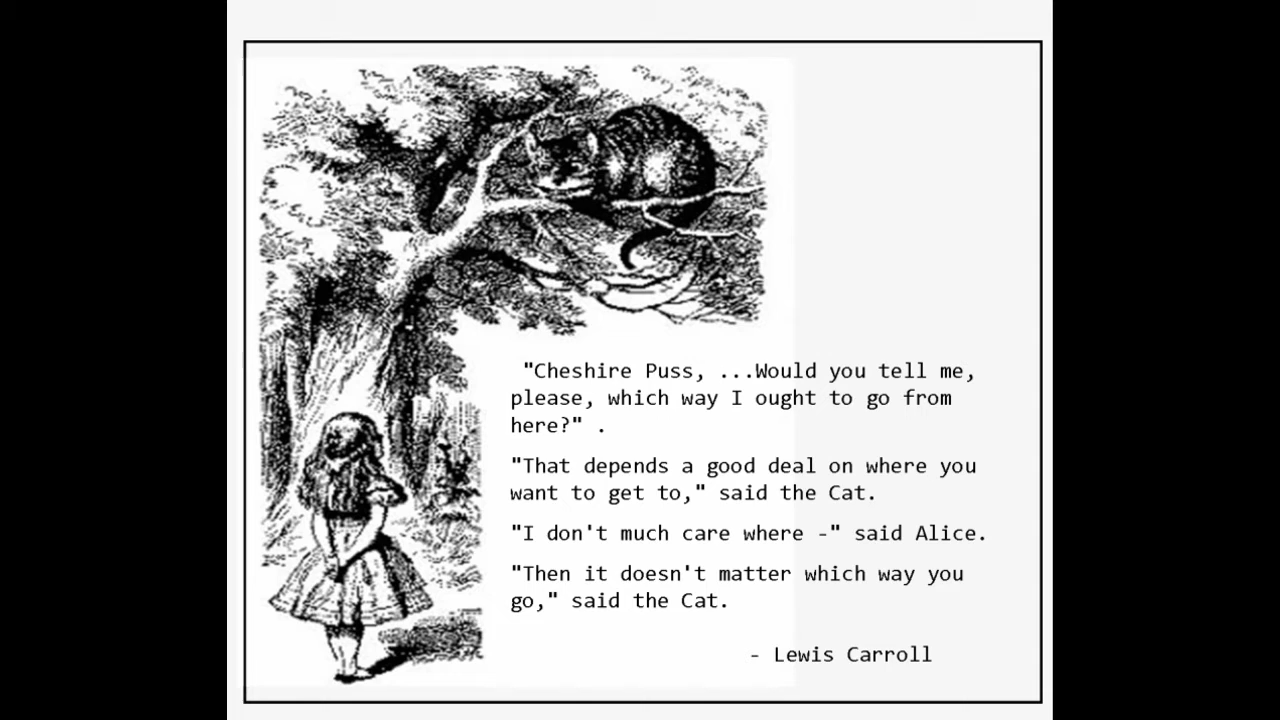 "Cheshire Puss, ...Would you tell me,
please, which way I ought to go from
here?" .
"That depends a good deal on where you
want to get to," said the Cat.
"I don't much care where -" said Alice.
"Then it doesn't matter which way you
go," said the Cat.
- Lewis Carroll